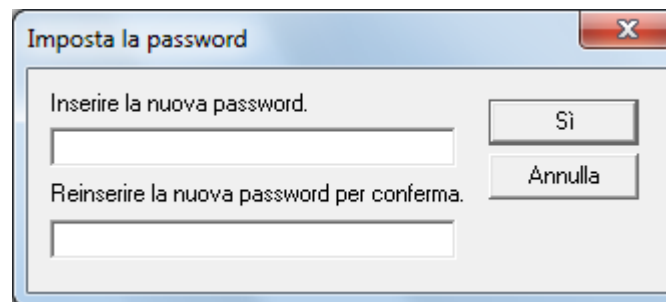 Imposta la password
Inserire la nuova password.
Sì
Annulla
Reinserire la nuova password per conferma.